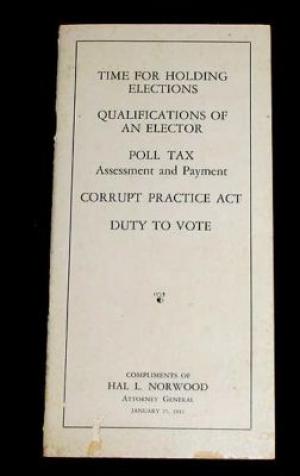 TIME FOR HOLDING
ELECTIONS
QUALIFICATIONS OF
AN ELECTOR
POLL TAX
Assessment and Payment
CORRUPT PRACTICE ACT
DUTY TO VOTE
COMPLIMENTS OF
HAL L. NORWOOD
ATTORNEY GENERAL
JANUARY